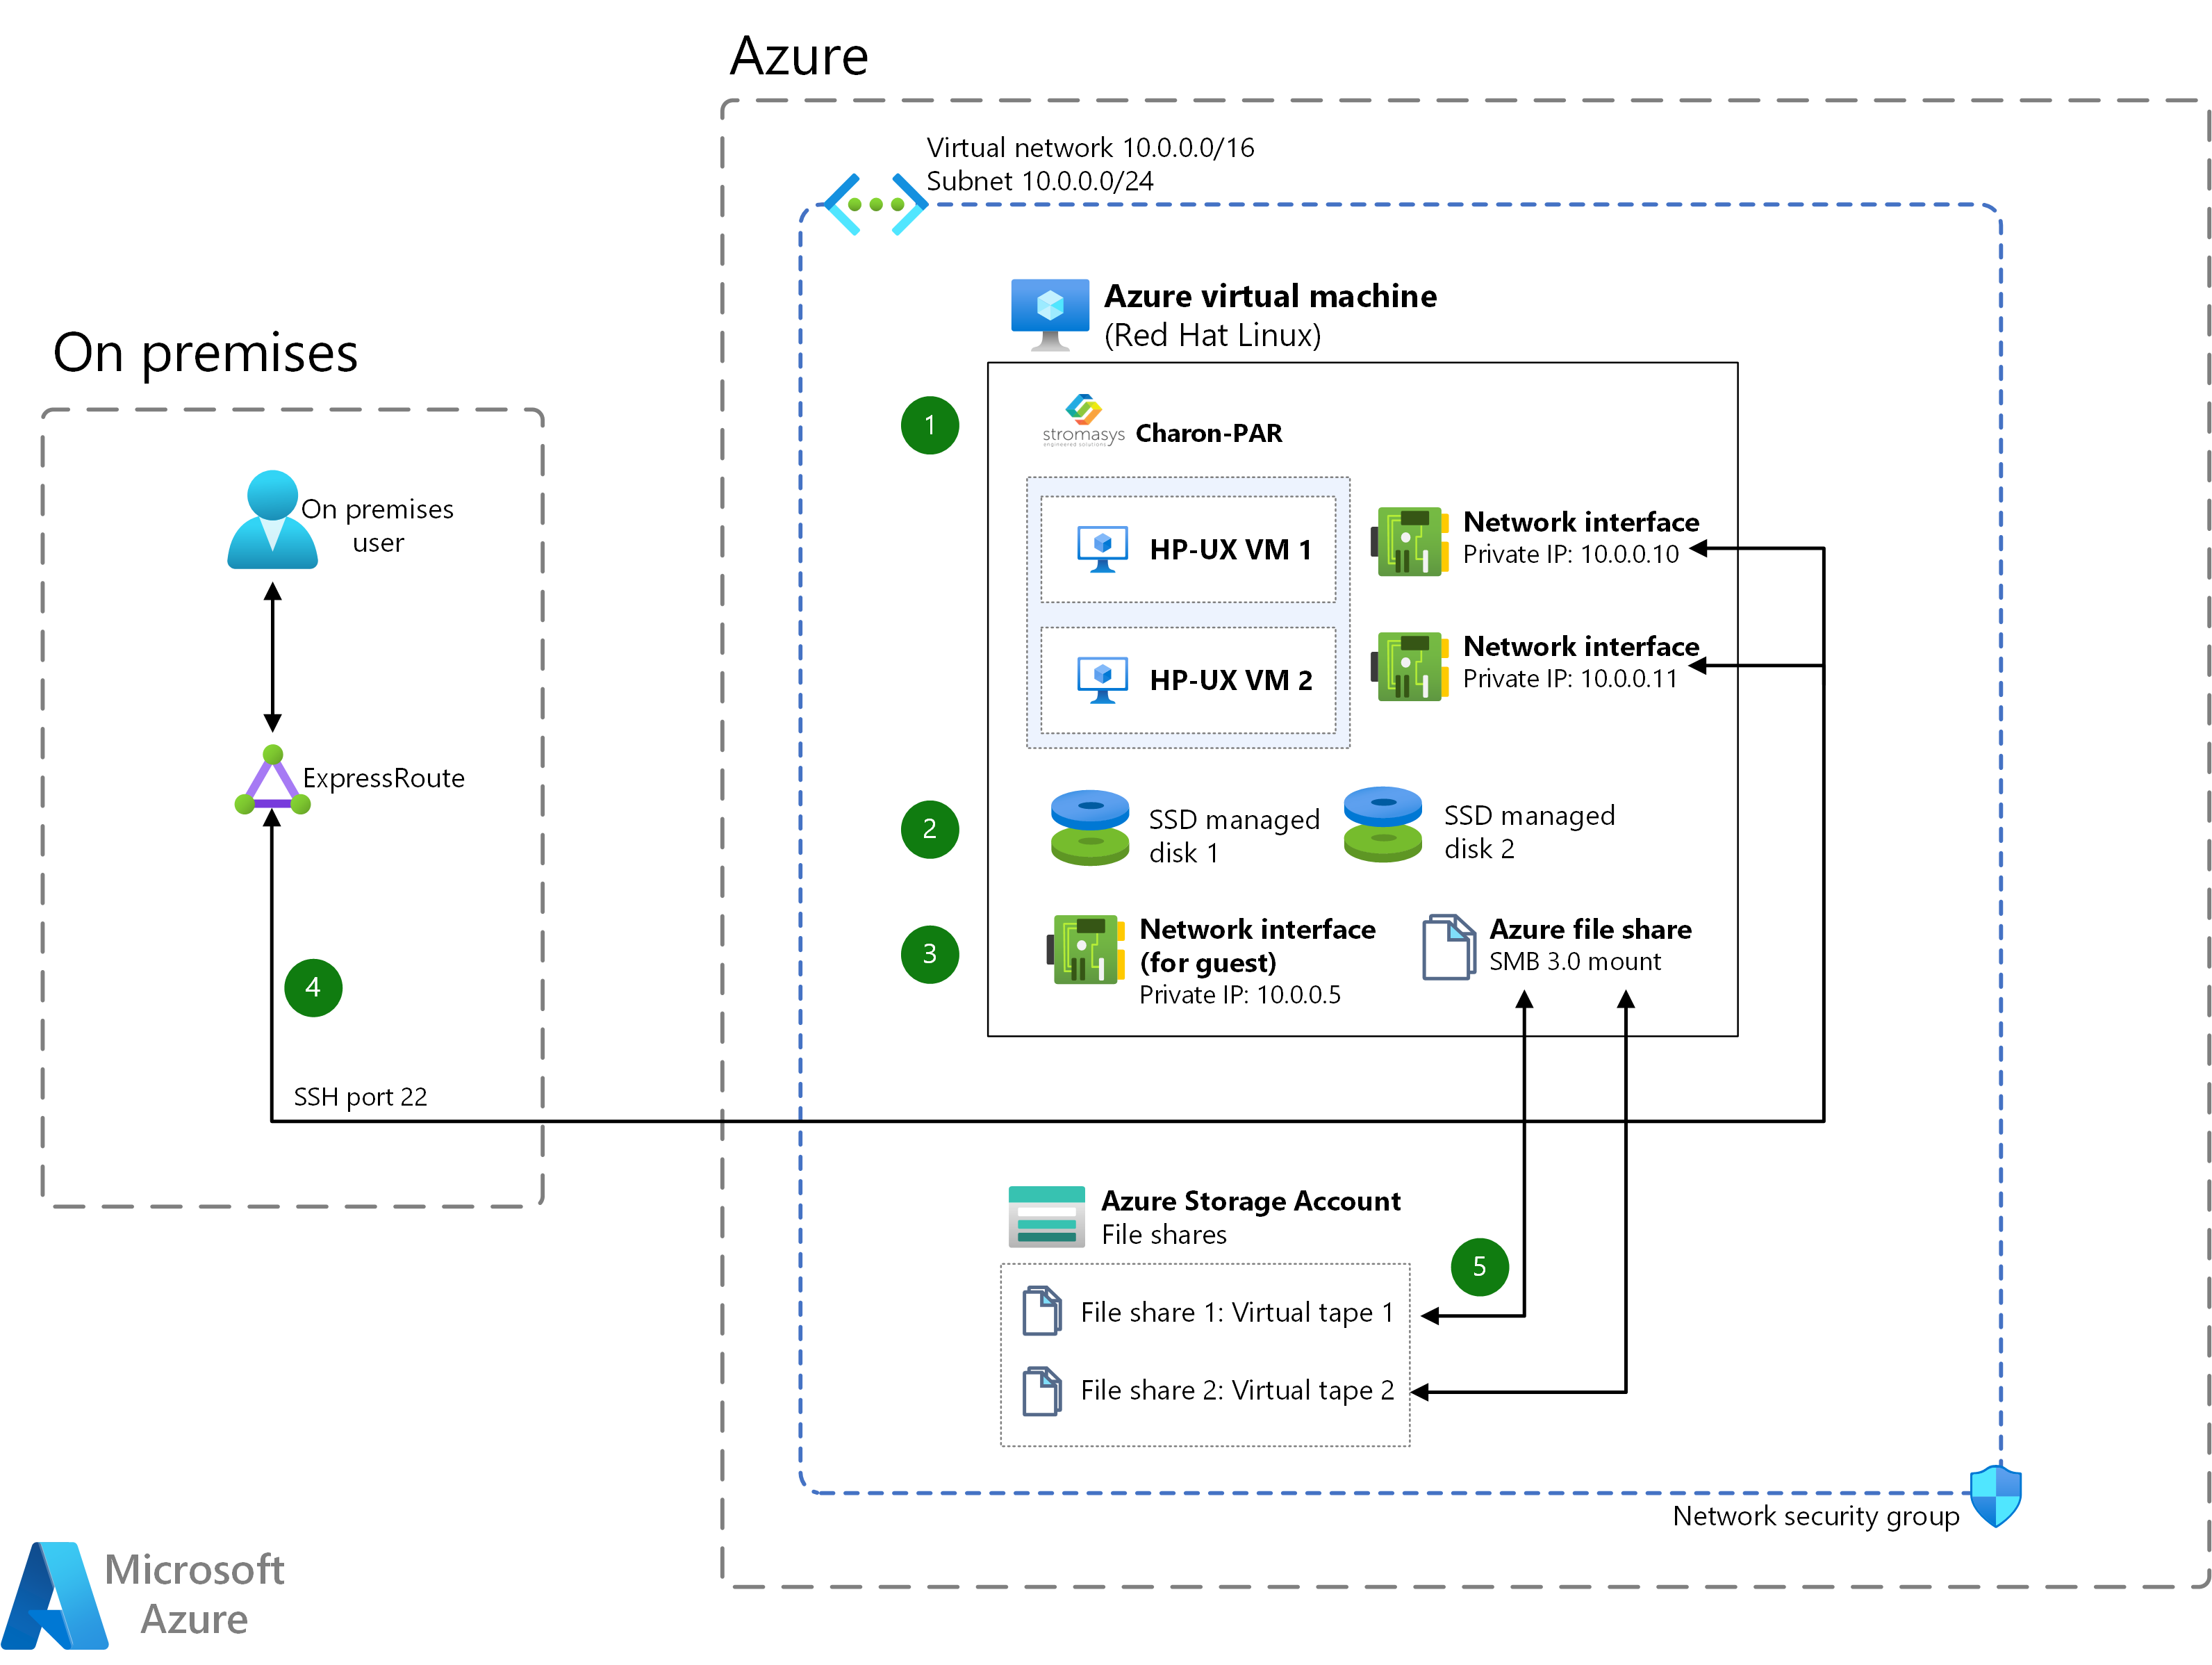 Azure
Virtual network 10.0.0.0/16
Subnet 10.0.0.0/24
Azure virtual machine
(Red Hat Linux)
On premises
1
stromasys
engineered solutions
Charon-PAR
On premises
user
HP-UX VM 1
Network interface
Private IP: 10.0.0.10
HP-UX VM 2
Network interface
Private IP: 10.0.0.11
ExpressRoute
2
SSD managed
disk 1
SSD managed
disk 2
3
Network interface
(for guest)
Private IP: 10.0.0.5
Azure file share
SMB 3.0 mount
4
SSH port 22
Azure Storage Account
File shares
5
File share 1: Virtual tape 1
File share 2: Virtual tape 2
Network security group
Microsoft
Azure